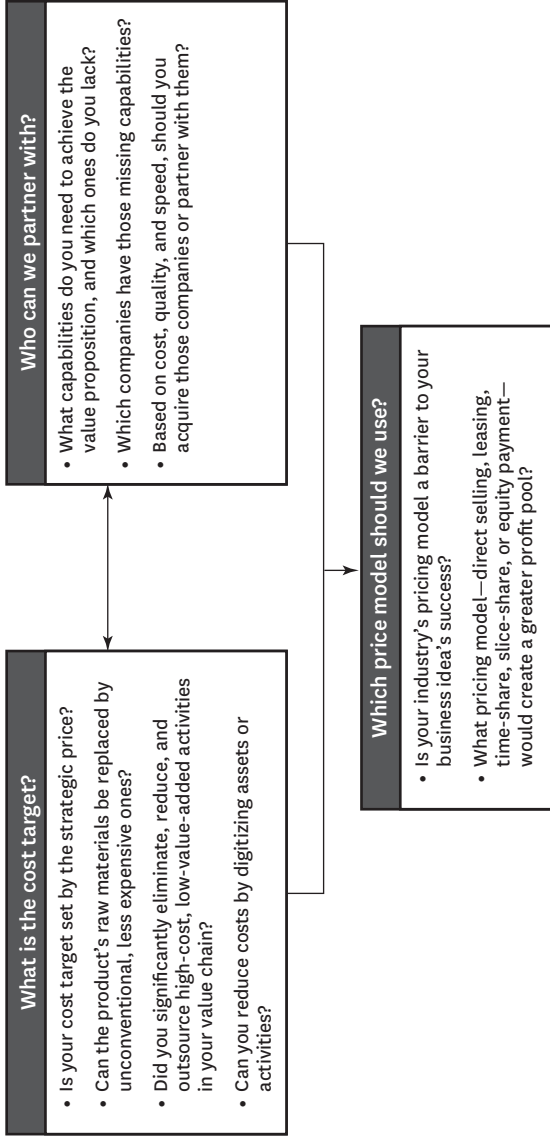 What is the cost target?
• Is your cost target set by the strategic price?
• Can the product's raw materials be replaced by
unconventional, less expensive ones?
• Did you significantly eliminate, reduce, and
outsource high-cost, low-value-added activities
in your value chain?
• Can you reduce costs by digitizing assets or
activities?
Who can we partner with?
• What capabilities do you need to achieve the
value proposition, and which ones do you lack?
• Which companies have those missing capabilities?
• Based on cost, quality, and speed, should you
acquire those companies or partner with them?
Which price model should we use?
• Is your industry's pricing model a barrier to your
business idea's success?
• What pricing model—direct selling, leasing,
time-share, slice-share, or equity payment—
would create a greater profit pool?